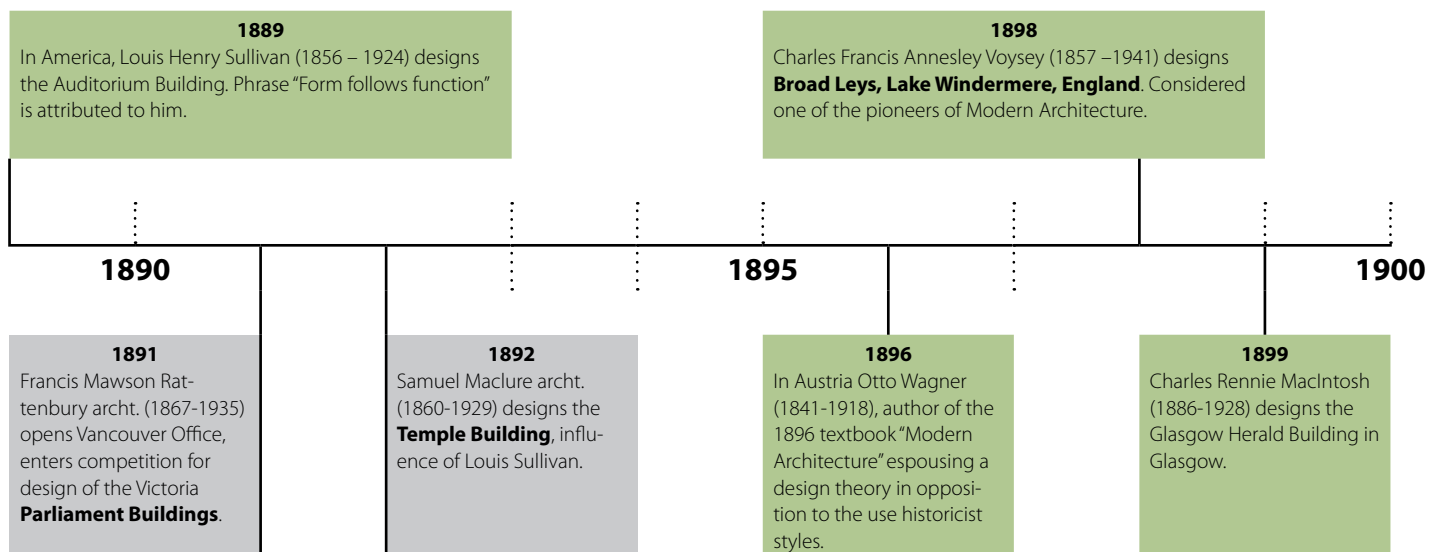 1889
In America, Louis Henry Sullivan (1856 – 1924) designs
the Auditorium Building. Phrase “Form follows function”
is attributed to him.
1898
Charles Francis Annesley Voysey (1857 –1941) designs
Broad Leys, Lake Windermere, England. Considered
one of the pioneers of Modern Architecture.
1890
1895
1900
1891
Francis Mawson Rat-
tenbury archt. (1867-1935)
opens Vancouver Office,
enters competition for
design of the Victoria
Parliament Buildings.
1892
Samuel Maclure archt.
(1860-1929) designs the
Temple Building, influ-
ence of Louis Sullivan.
1896
In Austria Otto Wagner
(1841-1918), author of the
1896 textbook “Modern
Architecture” espousing a
design theory in opposi-
tion to the use historicist
styles.
1899
Charles Rennie MacIntosh
(1886-1928) designs the
Glasgow Herald Building in
Glasgow.